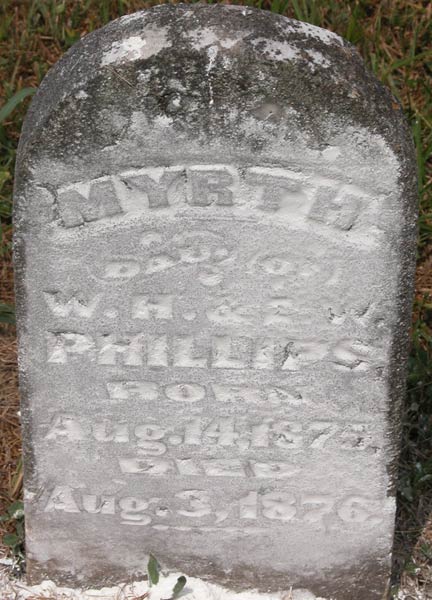 MYRTH
DAU. OF
W. H. & E. W.
PHILLIPS
BORN
Aug. 14, 1875,
DIED
Aug. 3, 1876.